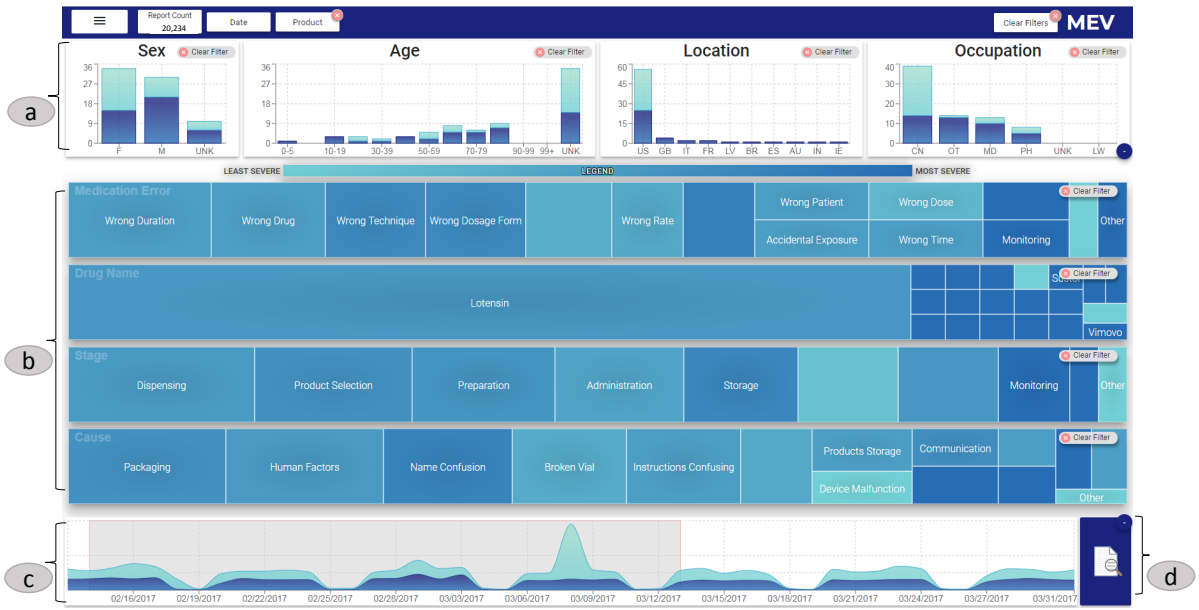 Report Count
20,234
Date
Product
Clear Filters
MEV
a
Sex
Clear Filter
36
27
18
9
0
F M UNK
Age
Clear Filter
36
27
18
9
0
0-5 10-19 30-39 50-59 70-79 90-99 99+ UNK
Location
Clear Filter
60
45
30
15
0
US GB IT FR LV BR ES AU IN IE
Occupation
Clear Filter
40
30
20
10
0
CN OT MD PH UNK LW
LEAST SEVERE LEGEND MOST SEVERE
b
Medication Error
Clear Filter
Wrong Duration
Wrong Drug
Wrong Technique
Wrong Dosage Form
Wrong Rate
Wrong Patient
Accidental Exposure
Wrong Dose
Wrong Time
Monitoring
Other
Drug Name
Clear Filter
Lotensin
Vimovo
Stage
Clear Filter
Dispensing
Product Selection
Preparation
Administration
Storage
Monitoring
Other
Cause
Clear Filter
Packaging
Human Factors
Name Confusion
Broken Vial
Instructions Confusing
Products Storage
Device Malfunction
Communication
Other
c
02/16/2017 02/19/2017 02/22/2017 02/25/2017 02/28/2017 03/03/2017 03/06/2017 03/09/2017 03/12/2017 03/15/2017 03/18/2017 03/21/2017 03/24/2017 03/27/2017 03/31/2017
d